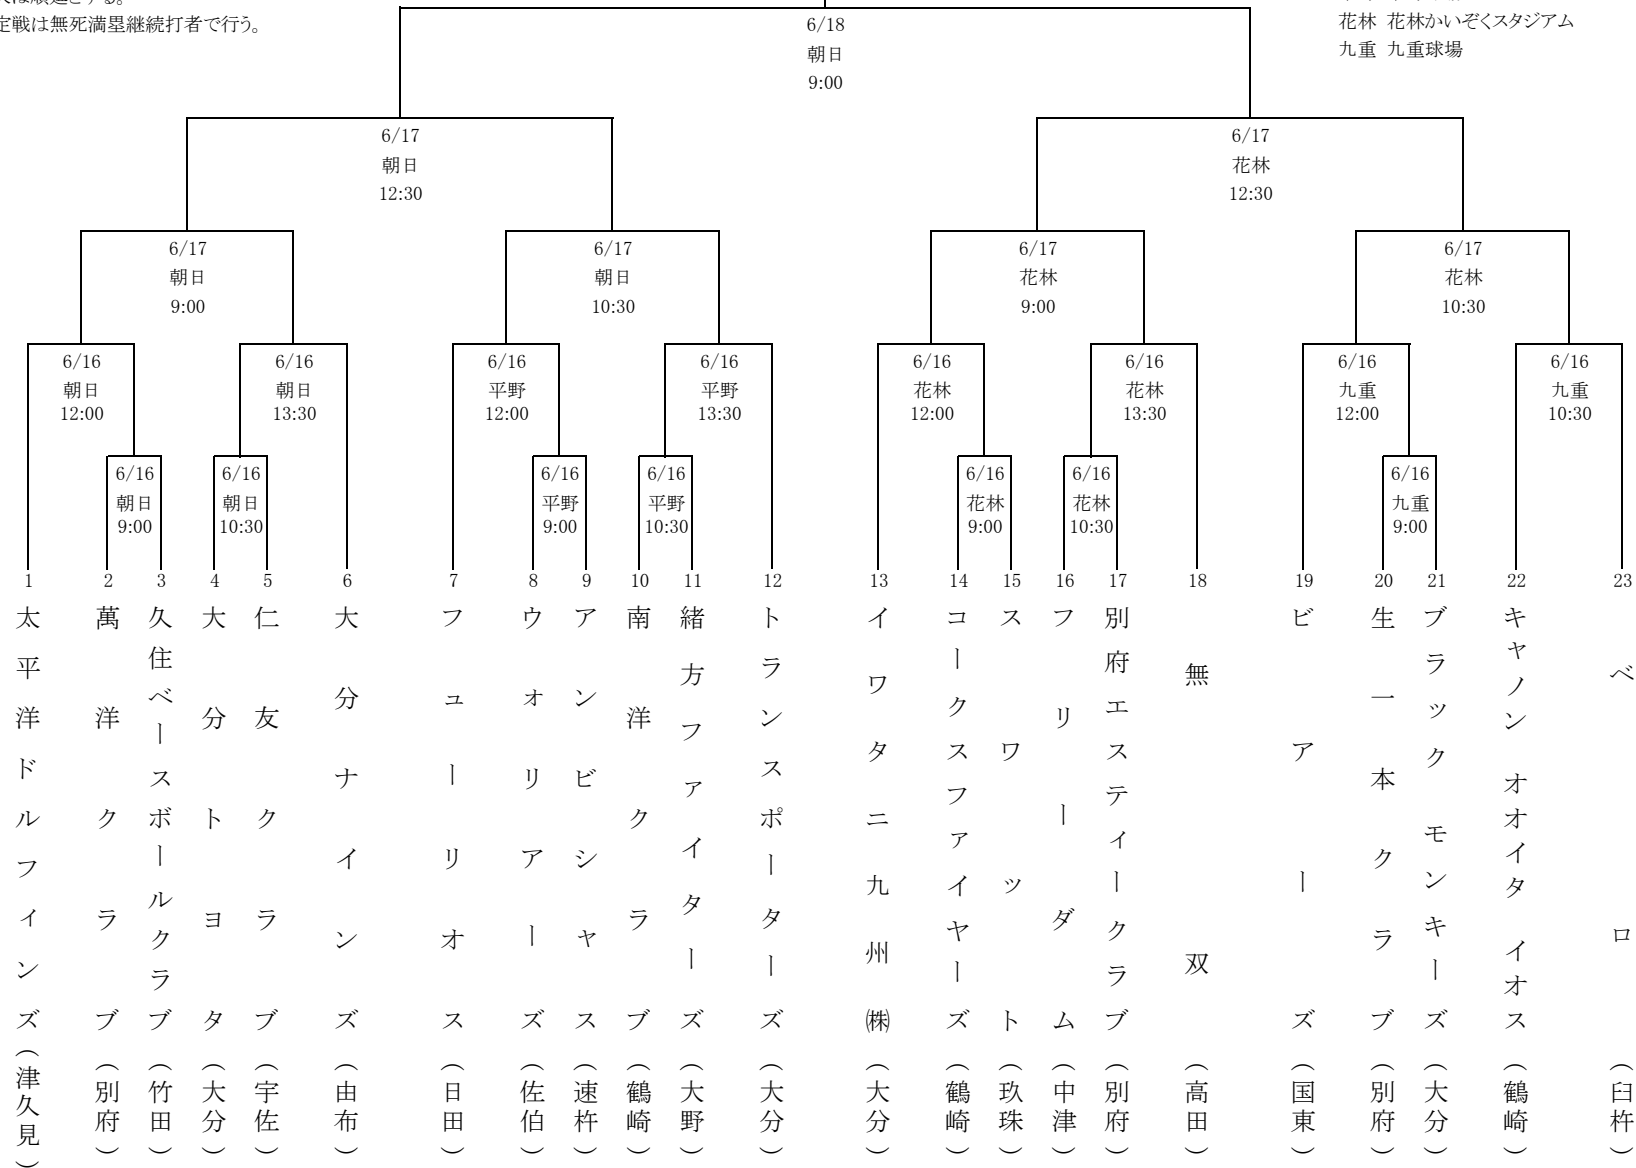 定戦は無死満塁継続打者で行う。
花林 花林かいぞくスタジアム
九重 九重球場
6/18
朝日
9:00
6/17
朝日
12:30
6/17
花林
12:30
6/17
朝日
9:00
6/17
朝日
10:30
6/17
花林
9:00
6/17
花林
10:30
6/16
朝日
12:00
6/16
朝日
13:30
6/16
平野
12:00
6/16
平野
13:30
6/16
花林
12:00
6/16
花林
13:30
6/16
九重
12:00
6/16
九重
10:30
6/16
朝日
9:00
6/16
朝日
10:30
6/16
平野
9:00
6/16
平野
10:30
6/16
花林
9:00
6/16
花林
10:30
6/16
九重
9:00
1 太平洋ドルフィンズ(津久見)
2 萬洋クラブ(別府)
3 久住ベースボールクラブ(竹田)
4 大分トヨタ(大分)
5 仁友クラブ(宇佐)
6 大分ナインズ(由布)
7 フューリオス(日田)
8 ウォリアーズ(佐伯)
9 アンビシャス(速杵)
10 南洋クラブ(鶴崎)
11 緒方ファイターズ(大野)
12 トランスポーターズ(大分)
13 イワタニ九州㈱(大分)
14 コークスファイヤーズ(鶴崎)
15 スワット(玖珠)
16 フリーダム(中津)
17 別府エスティークラブ(別府)
18 無双(高田)
19 ビアーズ(国東)
20 生一本クラブ(別府)
21 ブラックモンキーズ(大分)
22 キャノン オオイタ イオス(鶴崎)
23 ベロ(臼杵)